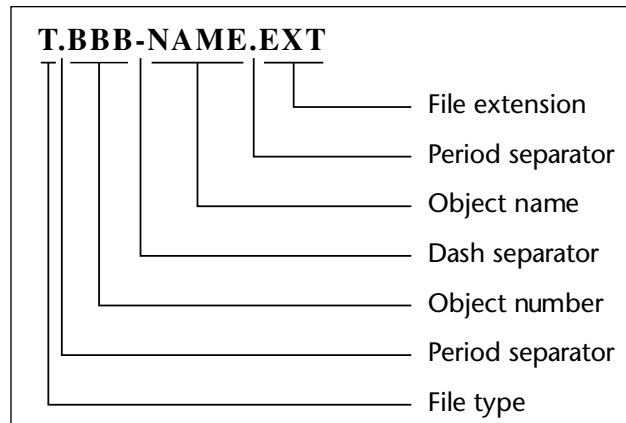 T.BBB-NAME.EXT
File extension
Period separator
Object name
Dash separator
Object number
Period separator
File type